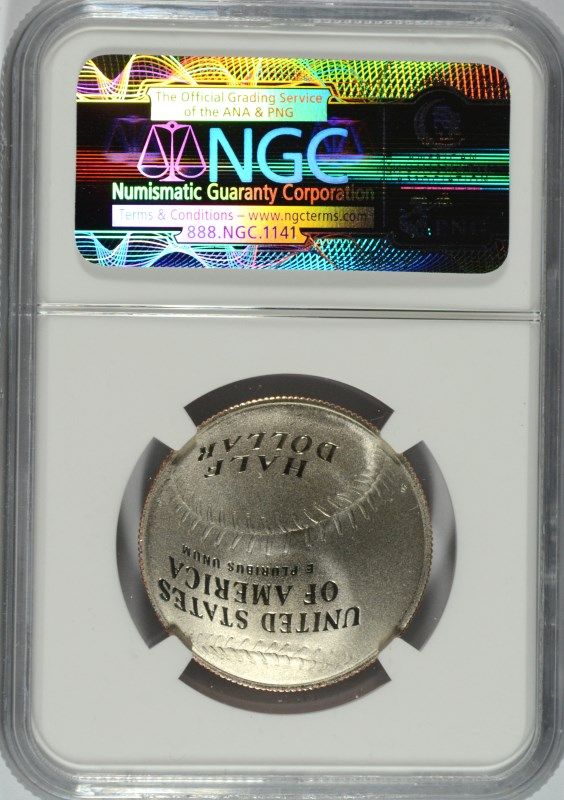 The Official Grading Service
of the ANA & PNG
NGC
Numismatic Guaranty Corporation
Terms & Conditions – www.ngcterms.com
888.NGC.1141
PNG
UNITED STATES
OF AMERICA
E PLURIBUS UNUM
HALF
DOLLAR